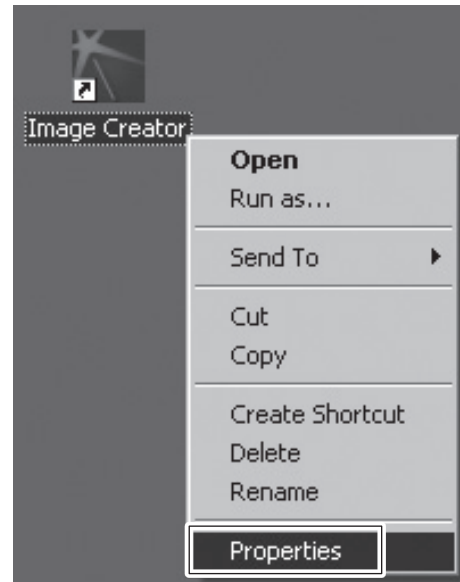 Image Creator
Open
Run as...
Send To
Cut
Copy
Create Shortcut
Delete
Rename
Properties